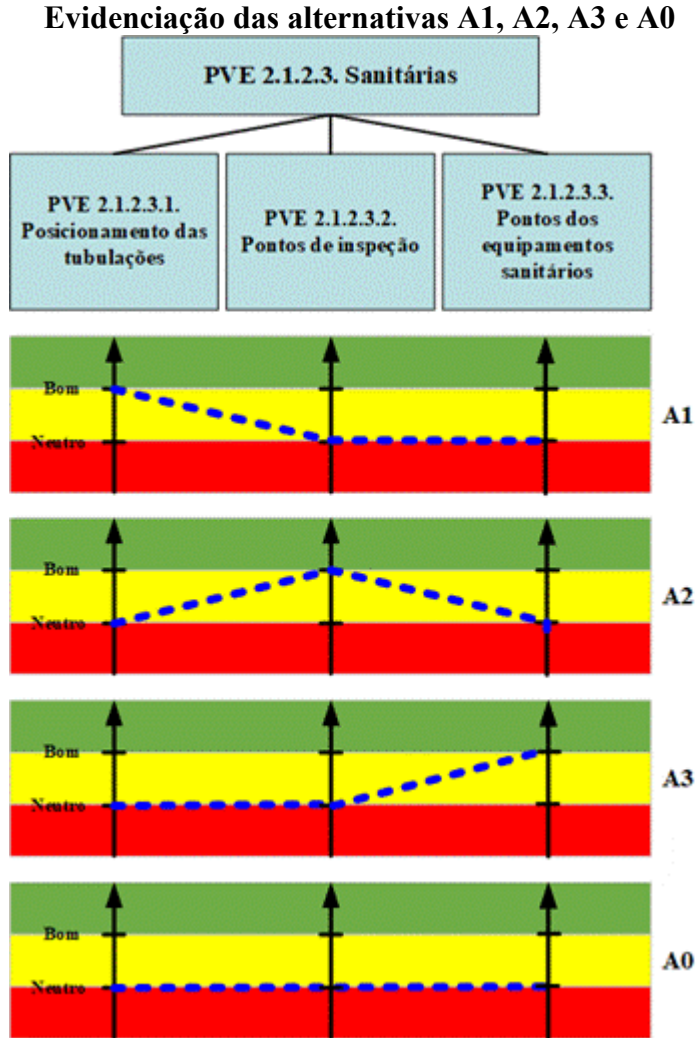 Evidenciação das alternativas A1, A2, A3 e A0
PVE 2.1.2.3. Sanitárias
PVE 2.1.2.3.1.
Posicionamento das
tubulações
PVE 2.1.2.3.2.
Pontos de inspeção
PVE 2.1.2.3.3.
Pontos dos
equipamentos
sanitários
Bom
Neutro
A1
Bom
Neutro
A2
Bom
Neutro
A3
Bom
Neutro
A0